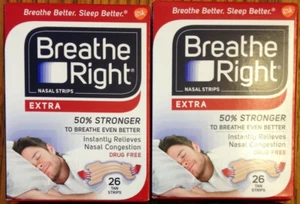 Breathe Better. Sleep Better.®
gsk
Breathe
Right®
NASAL STRIPS
EXTRA
50% STRONGER
TO BREATHE EVEN BETTER
Instantly Relieves
Nasal Congestion
DRUG FREE
26
TAN
STRIPS
Breathe Better. Sleep Better.®
gsk
Breathe
Right®
NASAL STRIPS
EXTRA
50% STRONGER
TO BREATHE EVEN BETTER
Instantly Relieves
Nasal Congestion
DRUG FREE
26
TAN
STRIPS